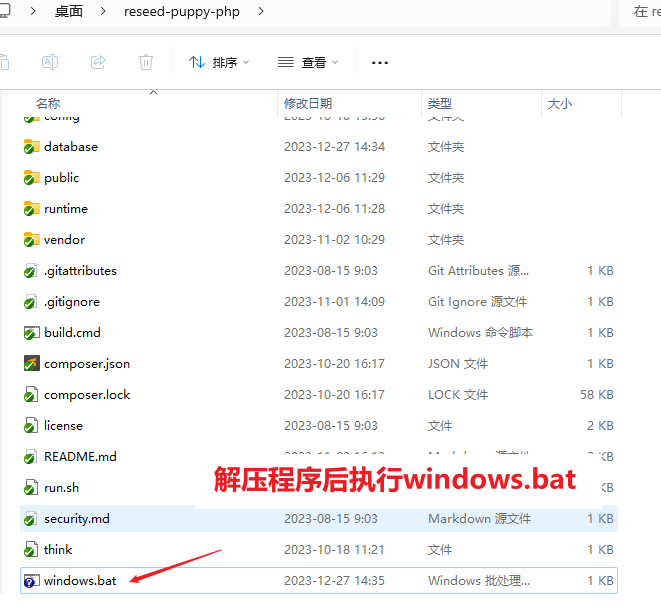 桌面 reseed-puppy-php 在 re
排序 查看
名称 修改日期 类型 大小
config 文件夹
database 2023-12-27 14:34 文件夹
public 2023-12-06 11:29 文件夹
runtime 2023-12-06 11:28 文件夹
vendor 2023-11-02 10:29 文件夹
.gitattributes 2023-08-15 9:03 Git Attributes 源... 1 KB
.gitignore 2023-11-01 14:09 Git Ignore 源文件 1 KB
build.cmd 2023-08-15 9:03 Windows 命令脚本 1 KB
composer.json 2023-10-20 16:17 JSON 文件 1 KB
composer.lock 2023-10-20 16:17 LOCK 文件 58 KB
license 2023-08-15 9:03 文件 2 KB
README.md KB
解压程序后执行windows.bat
run.sh KB
security.md 2023-08-15 9:03 Markdown 源文件 1 KB
think 2023-10-18 11:21 文件 1 KB
windows.bat 2023-12-27 14:35 Windows 批处理... 1 KB